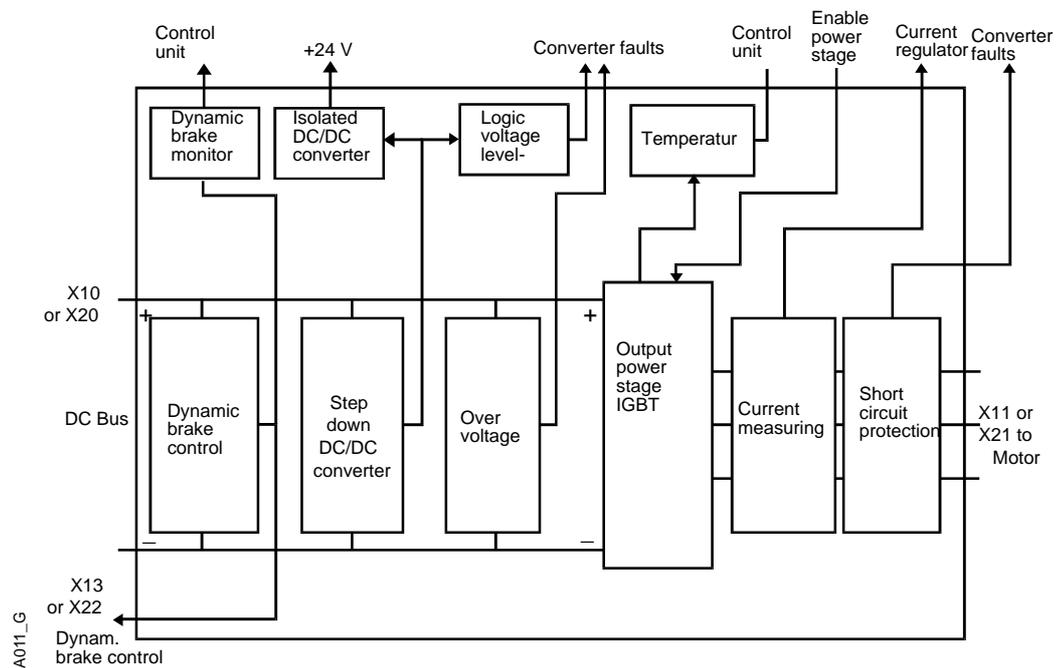 Control
unit
+24 V
Converter faults
Control
unit
Enable
power
stage
Current
regulator
Converter
faults
Dynamic
brake
monitor
Isolated
DC/DC
converter
Logic
voltage
level-
Temperatur
X10
or X20
+
+
DC Bus
Dynamic
brake
control
Step
down
DC/DC
converter
Over
voltage
Output
power
stage
IGBT
Current
measuring
Short
circuit
protection
X11 or
X21 to
Motor
–
–
X13
or X22
Dynam.
brake control
A011_G